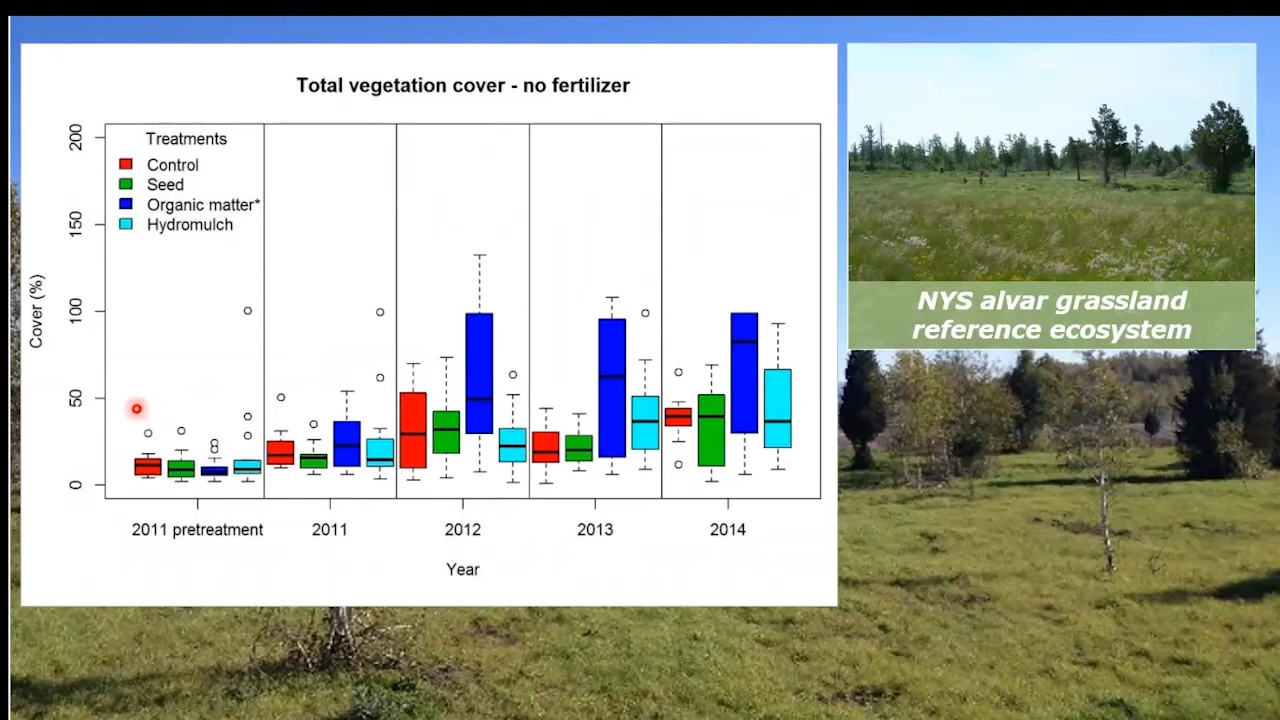 Total vegetation cover - no fertilizer
Treatments
Control
Seed
Organic matter*
Hydromulch
200
150
100
50
0
Cover (%)
2011 pretreatment
2011
2012
2013
2014
Year
NYS alvar grassland
reference ecosystem